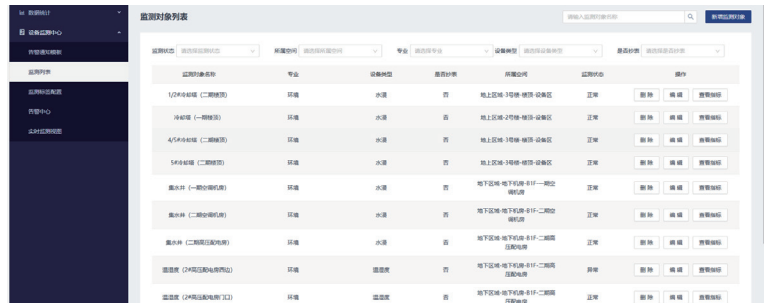 数据统计
设备监测中心
告警通知模板
监测列表
监测标签配置
告警中心
实时监测视图
监测对象列表
请输入监测对象名称
新增监测对象
监测状态 请选择监测状态 所属空间 请选择所属空间 专业 请选择专业 设备类型 请选择设备类型 是否抄表 请选择是否抄表
监测对象名称 专业 设备类型 是否抄表 所属空间 监测状态 操作
1/2#冷却塔（二期楼顶） 环境 水浸 否 地上区域-3号楼-楼顶-设备区 正常 删 除 编 辑 查看指标
冷却塔（一期楼顶） 环境 水浸 否 地上区域-2号楼-楼顶-设备区 正常 删 除 编 辑 查看指标
4/5#冷却塔（二期楼顶） 环境 水浸 否 地上区域-3号楼-楼顶-设备区 正常 删 除 编 辑 查看指标
5#冷却塔（二期楼顶） 环境 水浸 否 地上区域-3号楼-楼顶-设备区 正常 删 除 编 辑 查看指标
集水井（一期空调机房） 环境 水浸 否 地下区域-地下机房-B1F-一期空
调机房 正常 删 除 编 辑 查看指标
集水井（二期空调机房） 环境 水浸 否 地下区域-地下机房-B1F-二期空
调机房 正常 删 除 编 辑 查看指标
集水井（二期高压配电房） 环境 水浸 否 地下区域-地下机房-B1F-二期高
压配电房 正常 删 除 编 辑 查看指标
温湿度（2#高压配电房西边） 环境 温湿度 否 地下区域-地下机房-B1F-二期高
压配电房 异常 删 除 编 辑 查看指标
温湿度（2#高压配电房门口） 环境 温湿度 否 地下区域-地下机房-B1F-二期高
压配电房 正常 删 除 编 辑 查看指标